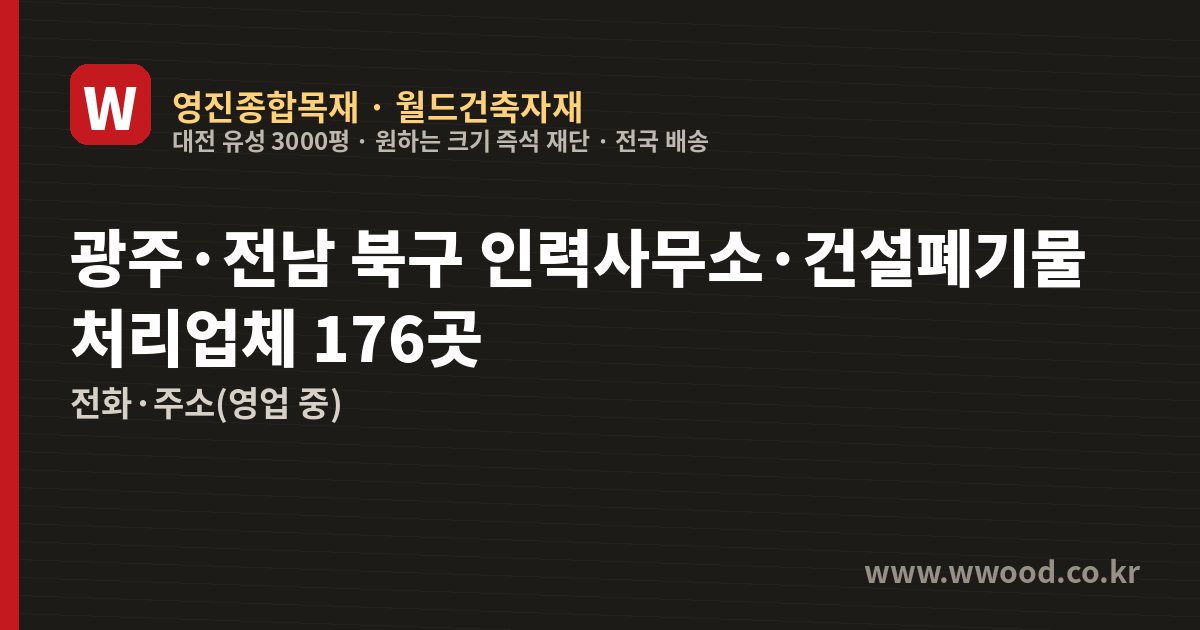 W
영진종합목재 · 월드건축자재
대전 유성 3000평 · 원하는 크기 즉석 재단 · 전국 배송
광주·전남 북구 인력사무소·건설폐기물
처리업체 176곳
전화·주소(영업 중)
www.wwood.co.kr